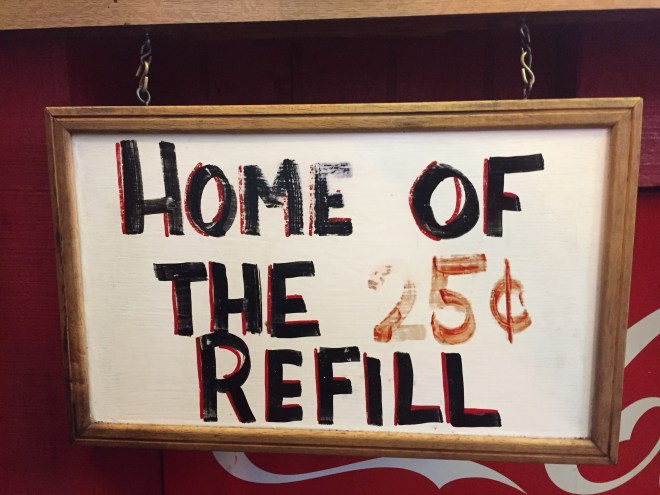 HOME OF
THE 25¢
REFILL